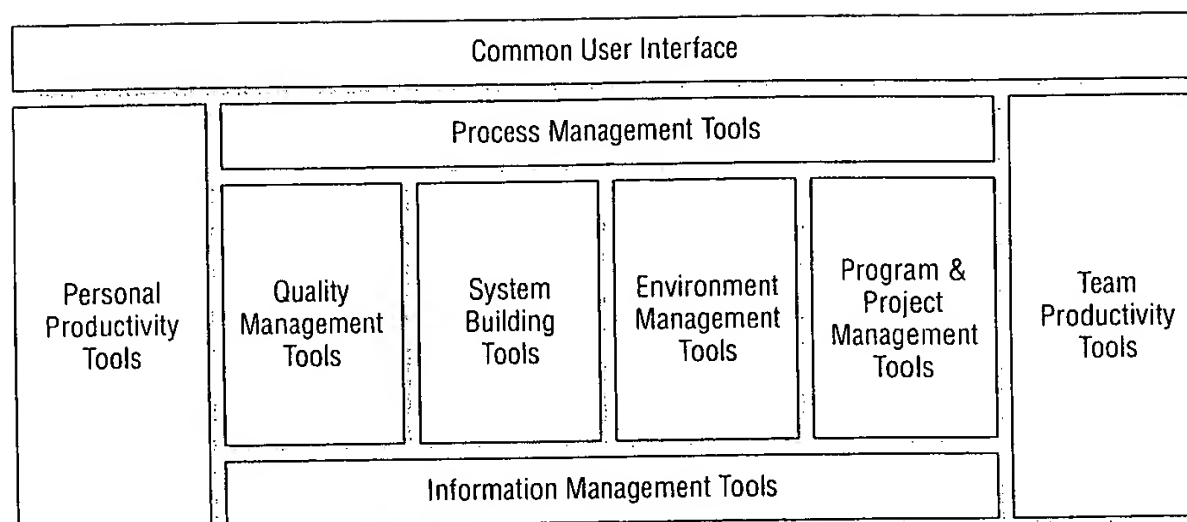 Common User Interface
Process Management Tools
Personal
Productivity
Tools
Quality
Management
Tools
System
Building
Tools
Environment
Management
Tools
Program &
Project
Management
Tools
Team
Productivity
Tools
Information Management Tools